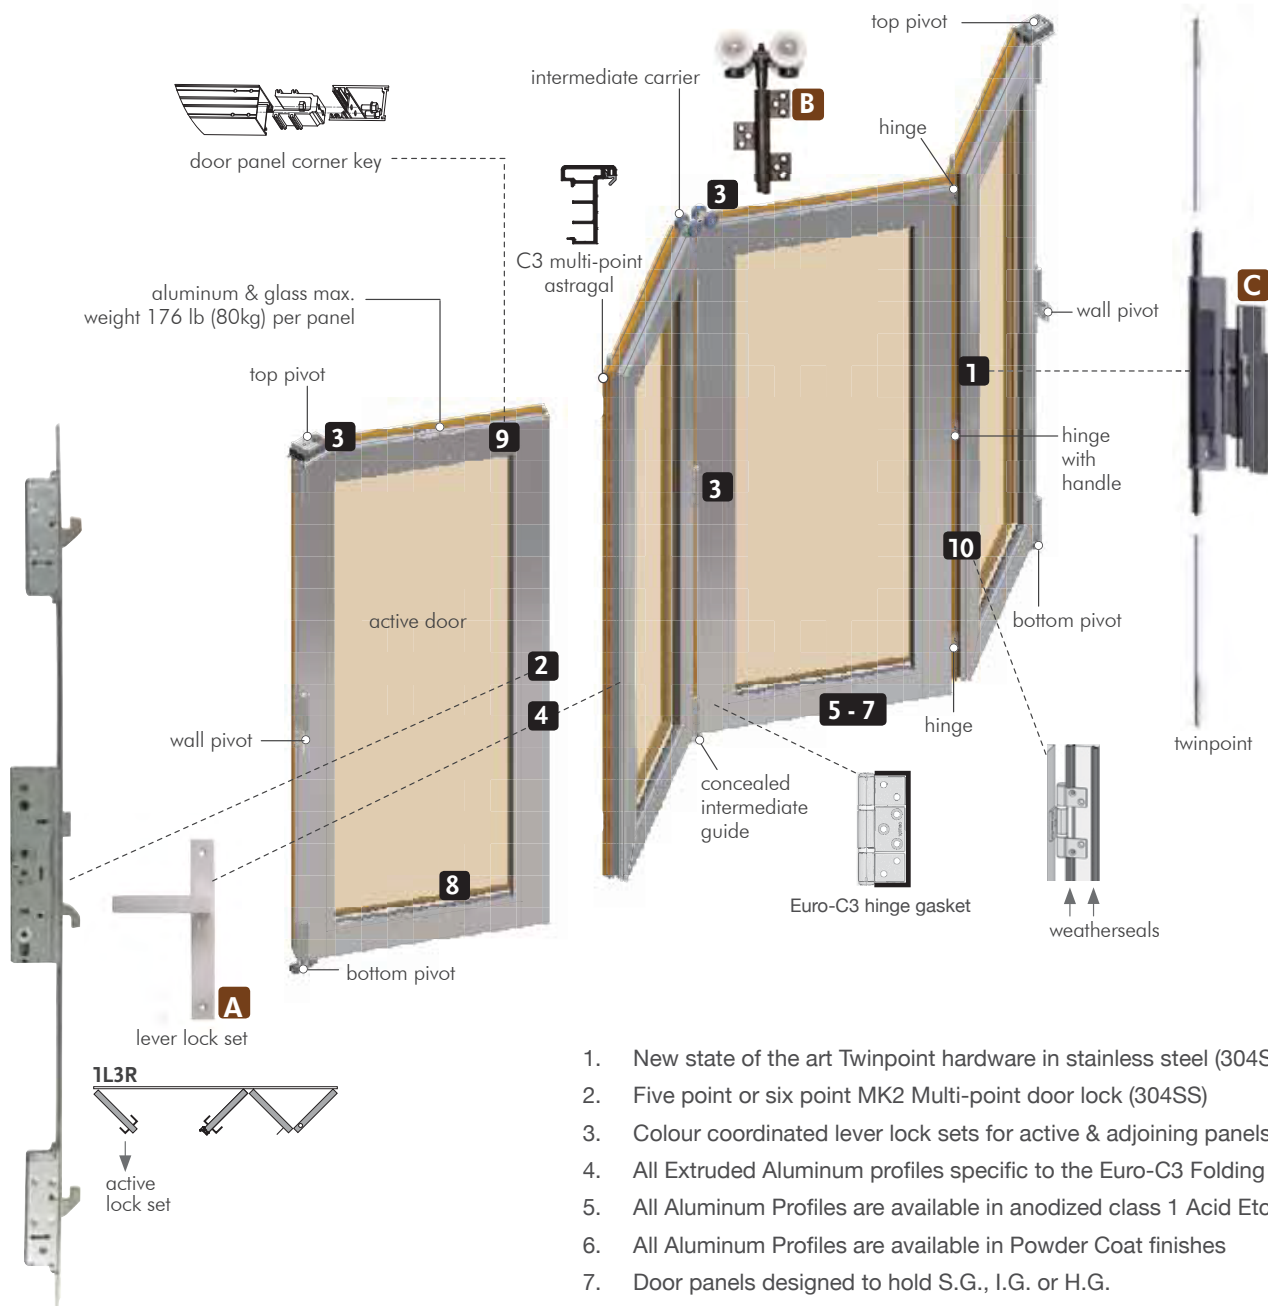 top pivot
intermediate carrier
B
hinge
door panel corner key
3
C3 multi-point
astragal
C
aluminum & glass max.
weight 176 lb (80kg) per panel
wall pivot
top pivot
1
3
9
hinge
with
handle
3
10
active door
bottom pivot
2
4
5 - 7
hinge
wall pivot
twinpoint
concealed
intermediate
guide
8
Euro-C3 hinge gasket
weatherseals
bottom pivot
A
lever lock set
1L3R
active
lock set
1. New state of the art Twinpoint hardware in stainless steel (304S
2. Five point or six point MK2 Multi-point door lock (304SS)
3. Colour coordinated lever lock sets for active & adjoining panels
4. All Extruded Aluminum profiles specific to the Euro-C3 Folding
5. All Aluminum Profiles are available in anodized class 1 Acid Etc
6. All Aluminum Profiles are available in Powder Coat finishes
7. Door panels designed to hold S.G., I.G. or H.G.